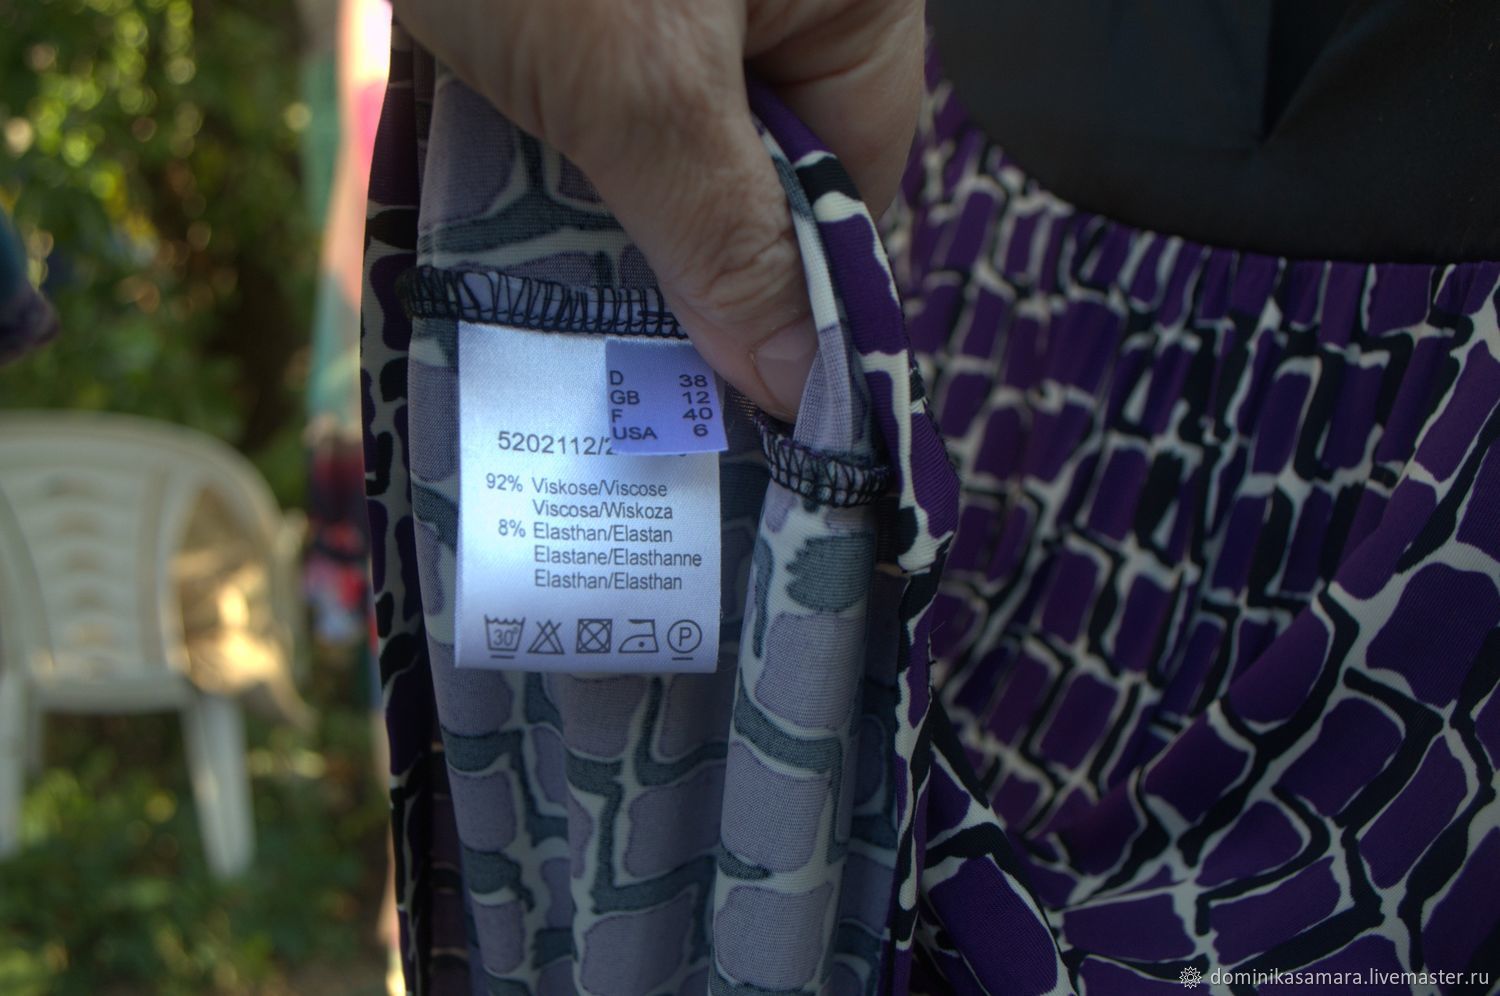 D 38
GB 12
F 40
USA 6
5202112/2
92% Viskose/Viscose
Viscosa/Wiskoza
8% Elasthan/Elastan
Elastane/Elasthanne
Elasthan/Elasthan
30°
P
dominikasamara.livemaster.ru